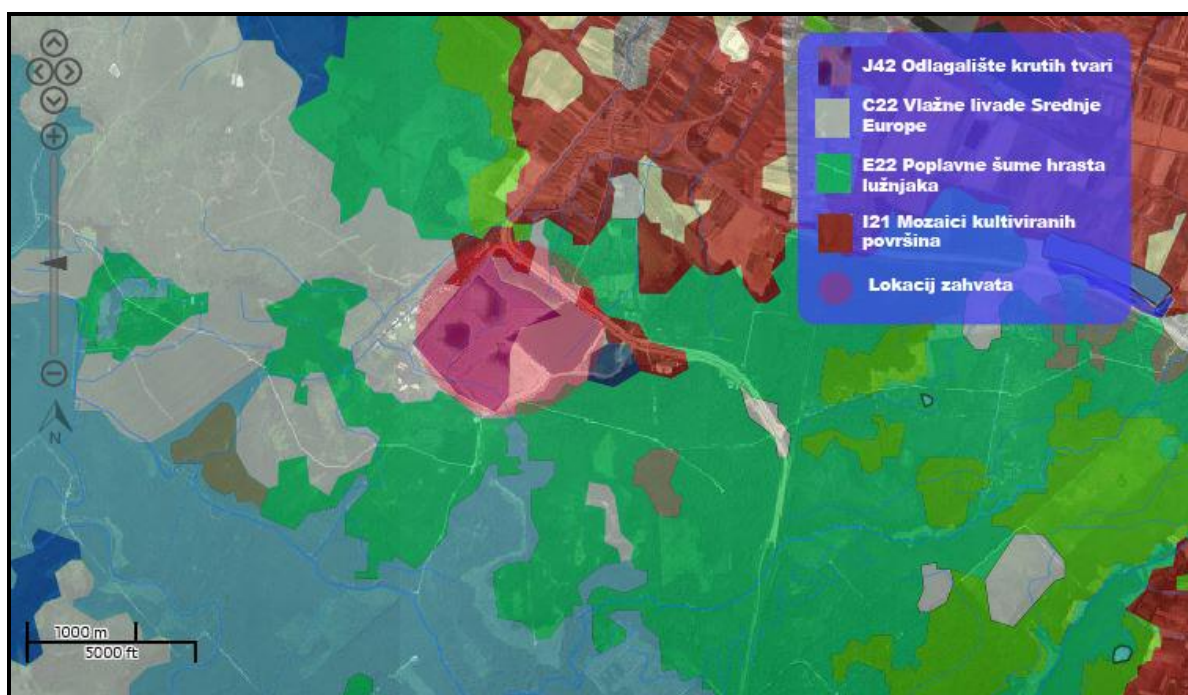 J42 Odlagalište krutih tvari
C22 Vlažne livade Srednje
Europe
E22 Poplavne šume hrasta
lužnjaka
I21 Mozaici kultiviranih
površina
Lokacij zahvata
N
1000 m
5000 ft